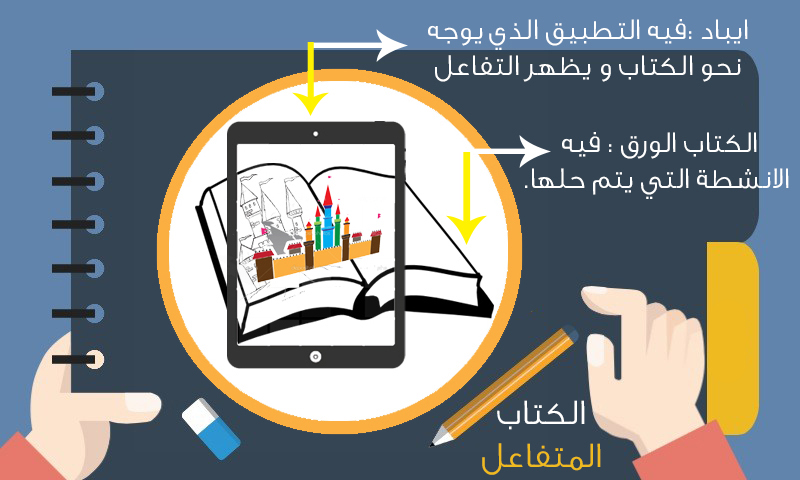 ايباد :فيه التطبيق الذي يوجه
نحو الكتاب و يظهر التفاعل
الكتاب الورق : فيه
الانشطة التي يتم حلها.
الكتاب
المتفاعل